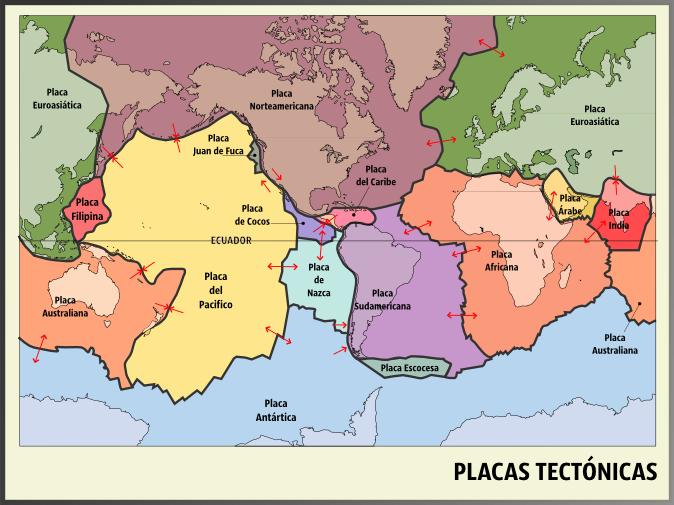 Placa
Euroasiática
Placa
Norteamericana
Placa
Euroasiática
Placa
Juan de Fuca
Placa
del Caribe
Placa
Filipina
Placa
de Cocos
Placa
Árabe
Placa
Indie
ECUADOR
Placa
del
Pacifico
Placa
de
Nazca
Placa
Africana
Placa
Sudamericana
Placa
Australiana
Placa
Australiana
Placa Escocesa
Placa
Antártica
PLACAS TECTÓNICAS